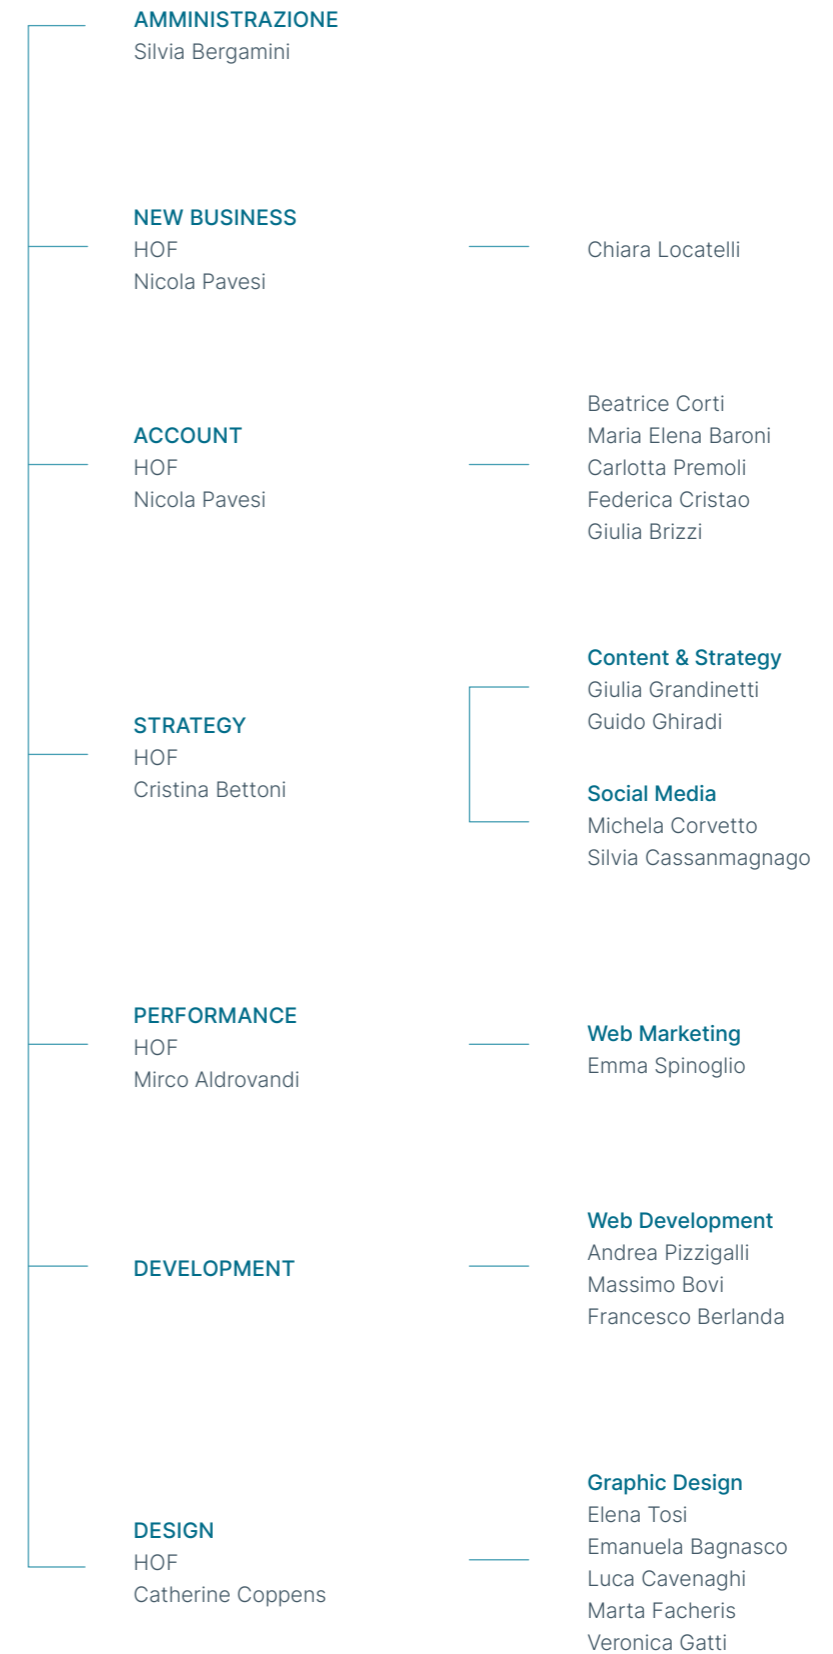 AMMINISTRAZIONE
Silvia Bergamini
NEW BUSINESS
HOF
Nicola Pavesi
Chiara Locatelli
ACCOUNT
HOF
Nicola Pavesi
Beatrice Corti
Maria Elena Baroni
Carlotta Premoli
Federica Cristao
Giulia Brizzi
STRATEGY
HOF
Cristina Bettoni
Content & Strategy
Giulia Grandinetti
Guido Ghiradi
Social Media
Michela Corvetto
Silvia Cassanmagnago
PERFORMANCE
HOF
Mirco Aldrovandi
Web Marketing
Emma Spinoglio
DEVELOPMENT
Web Development
Andrea Pizzigalli
Massimo Bovi
Francesco Berlanda
DESIGN
HOF
Catherine Coppens
Graphic Design
Elena Tosi
Emanuela Bagnasco
Luca Cavenaghi
Marta Facheris
Veronica Gatti